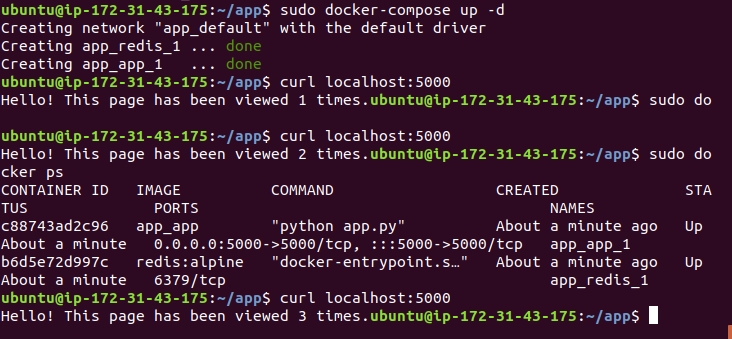 ubuntu@ip-172-31-43-175:~/app$ sudo docker-compose up -d
Creating network "app_default" with the default driver
Creating app_redis_1 ... done
Creating app_app_1   ... done
ubuntu@ip-172-31-43-175:~/app$ curl localhost:5000
Hello! This page has been viewed 1 times.ubuntu@ip-172-31-43-175:~/app$ sudo do
ubuntu@ip-172-31-43-175:~/app$ curl localhost:5000
Hello! This page has been viewed 2 times.ubuntu@ip-172-31-43-175:~/app$ sudo do
cker ps
CONTAINER ID   IMAGE          COMMAND                  CREATED              STA
TUS              PORTS                                       NAMES
c88743ad2c96   app_app        "python app.py"          About a minute ago   Up
About a minute   0.0.0.0:5000->5000/tcp, :::5000->5000/tcp   app_app_1
b6d5e72d997c   redis:alpine   "docker-entrypoint.s…"   About a minute ago   Up
About a minute   6379/tcp                                    app_redis_1
ubuntu@ip-172-31-43-175:~/app$ curl localhost:5000
Hello! This page has been viewed 3 times.ubuntu@ip-172-31-43-175:~/app$